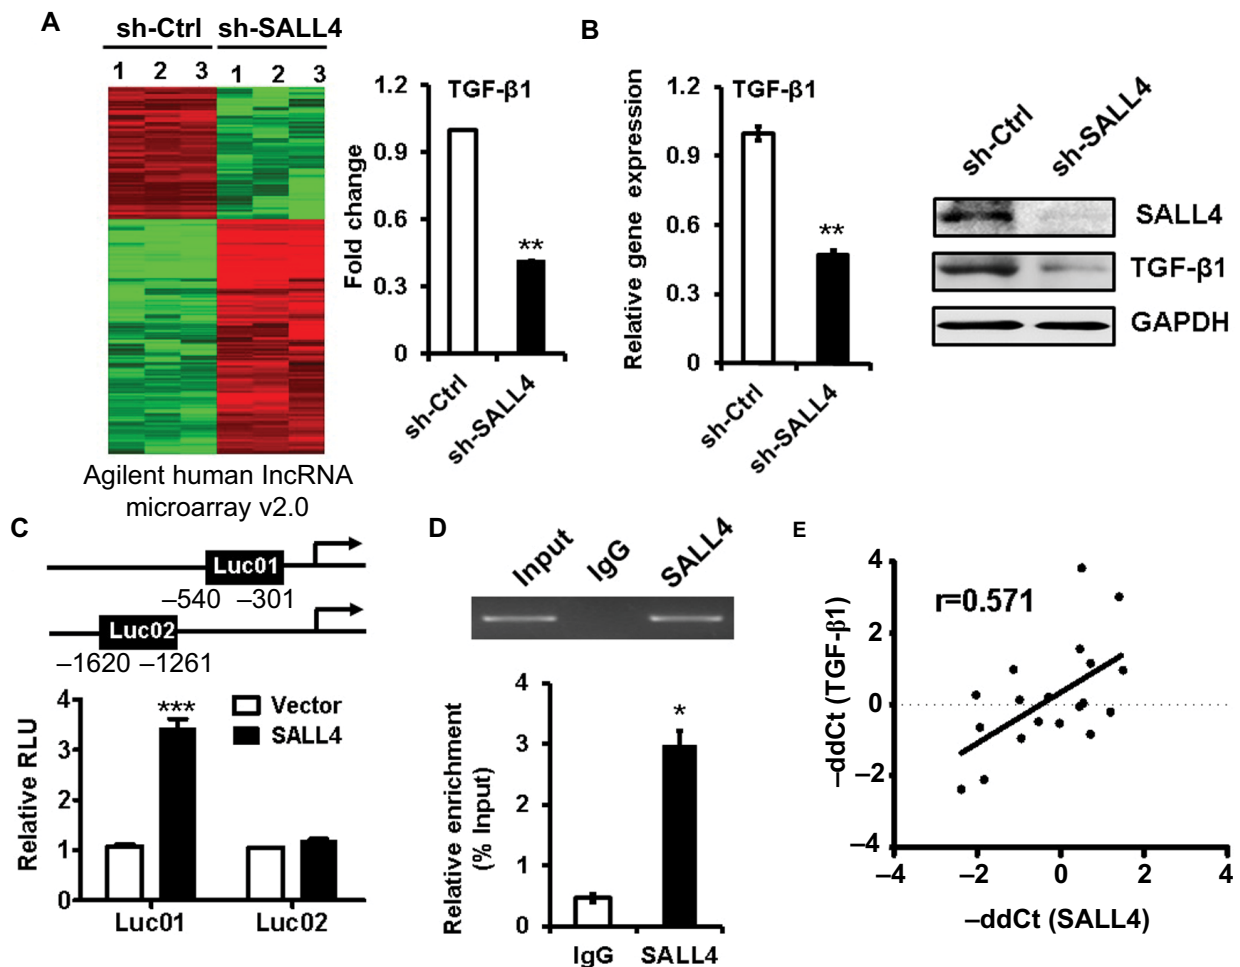 A
sh-Ctrl sh-SALL4
1 2 3 1 2 3
Agilent human lncRNA
microarray v2.0
Fold change
1.2
0.9
0.6
0.3
0
TGF-β1
**
sh-Ctrl
sh-SALL4
B
Relative gene expression
1.2
0.9
0.6
0.3
0
TGF-β1
**
sh-Ctrl
sh-SALL4
sh-Ctrl
sh-SALL4
SALL4
TGF-β1
GAPDH
C
Luc01
–540 –301
Luc02
–1620 –1261
Relative RLU
4
3
2
1
0
***
Vector
SALL4
Luc01 Luc02
D
Input
IgG
SALL4
Relative enrichment
(% Input)
4
3
2
1
0
*
IgG SALL4
E
–ddCt (TGF-β1)
4
2
0
–2
–4
r=0.571
–4 –2 0 2 4
–ddCt (SALL4)